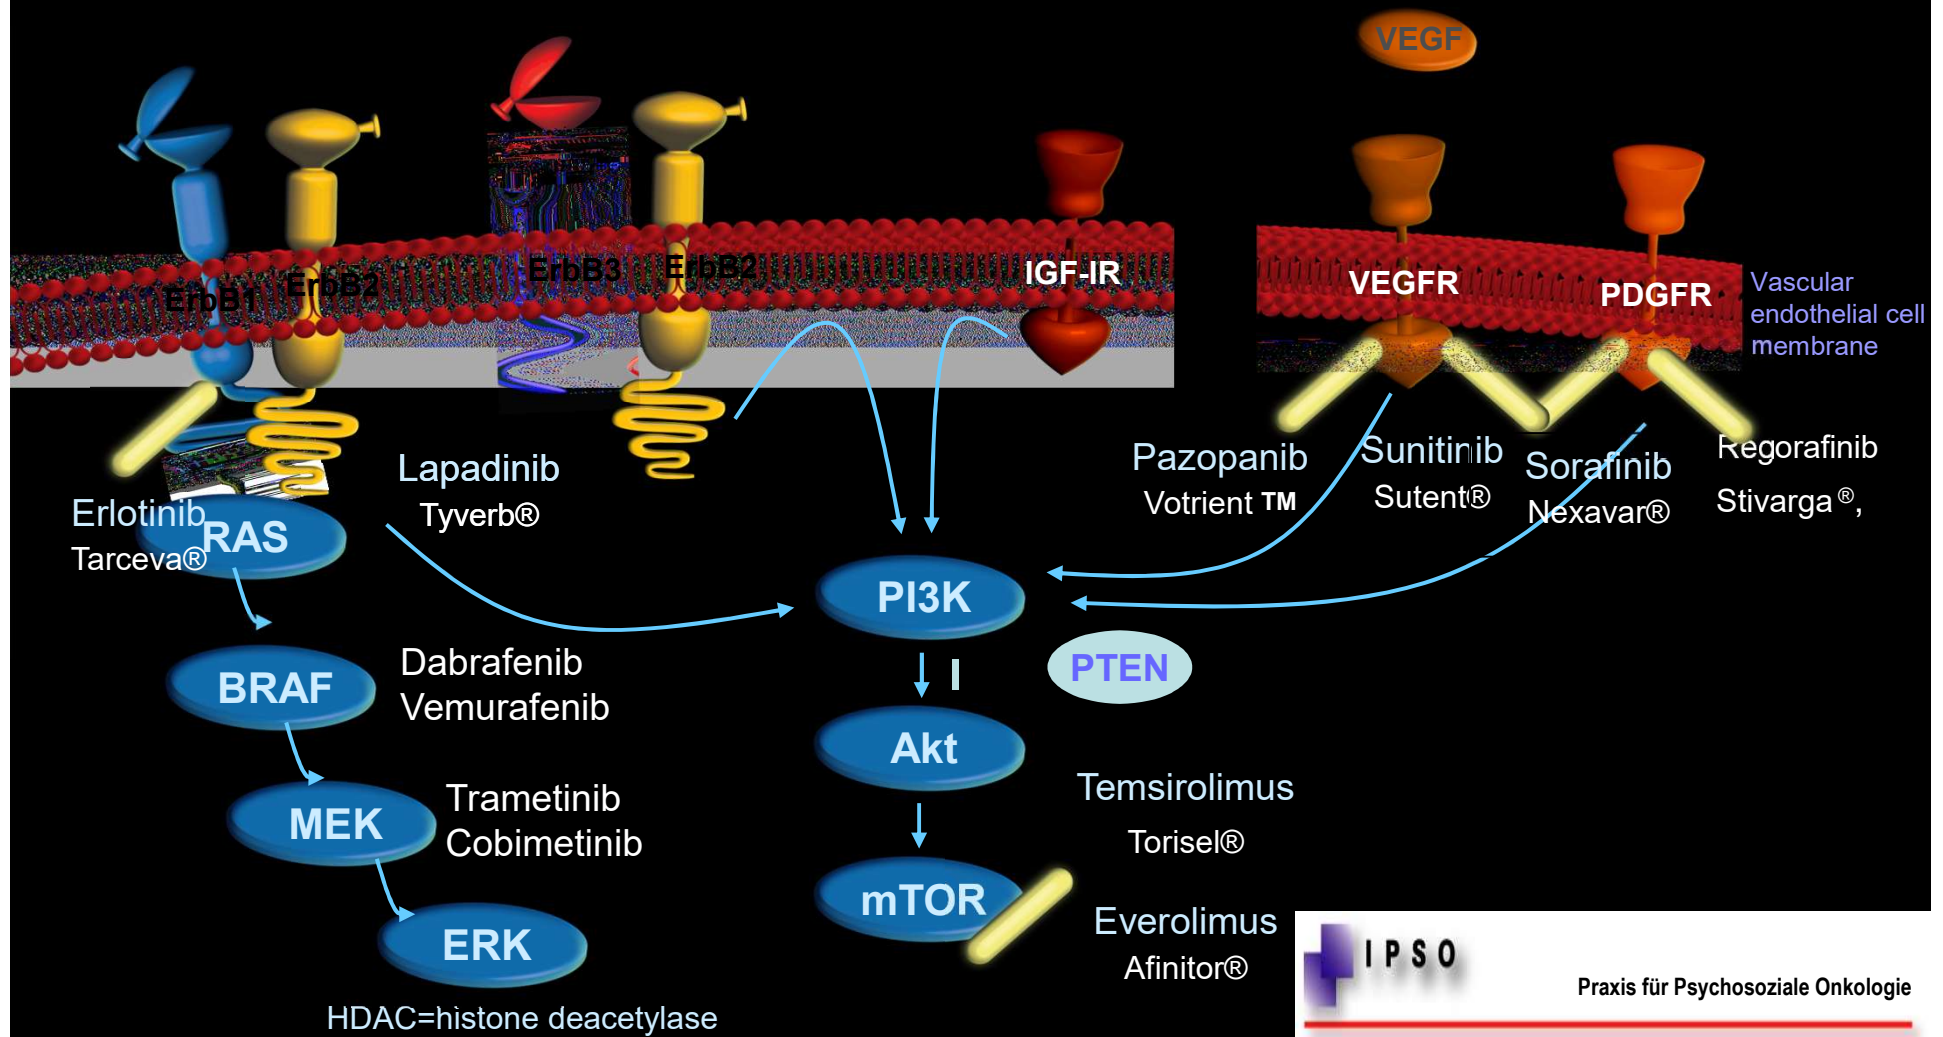 VEGF
ErbB1
ErbB2
ErbB3
ErbB2
IGF-IR
VEGFR
PDGFR
Vascular
endothelial cell
membrane
Erlotinib
Tarceva®
Lapadinib
Tyverb®
Pazopanib
Votrient TM
Sunitinib
Sutent®
Sorafinib
Nexavar®
Regorafinib
Stivarga ®,
RAS
PI3K
PTEN
BRAF
Dabrafenib
Vemurafenib
Akt
MEK
Trametinib
Cobimetinib
Temsirolimus
Torisel®
mTOR
Everolimus
Afinitor®
ERK
HDAC=histone deacetylase
IPSO
Praxis für Psychosoziale Onkologie